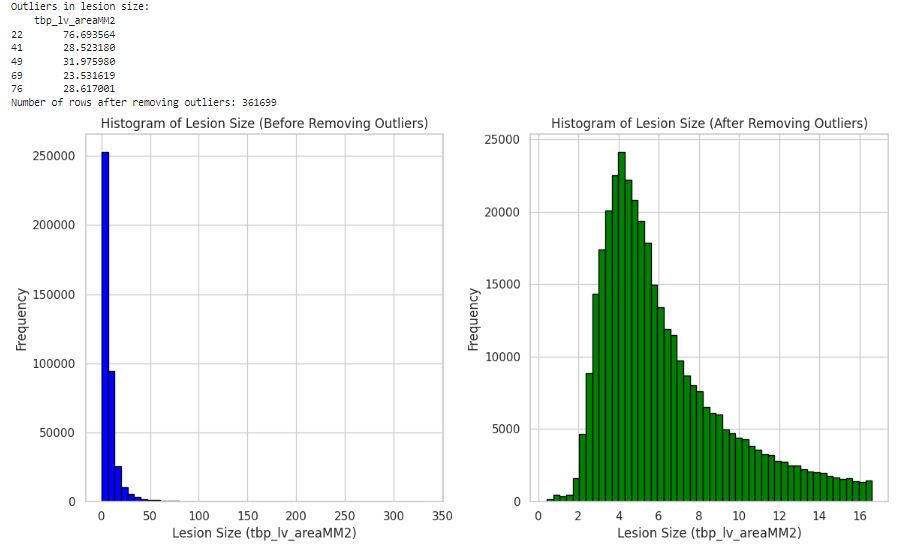 Outliers in lesion size:
tbp_lv_areaMM2
22 76.693564
41 28.523180
49 31.975980
69 23.531619
76 28.617001
Number of rows after removing outliers: 361699
Histogram of Lesion Size (Before Removing Outliers)
250000
200000
150000
100000
50000
0
Frequency
0 50 100 150 200 250 300 350
Lesion Size (tbp_lv_areaMM2)
Histogram of Lesion Size (After Removing Outliers)
25000
20000
15000
10000
5000
0
Frequency
0 2 4 6 8 10 12 14 16
Lesion Size (tbp_lv_areaMM2)